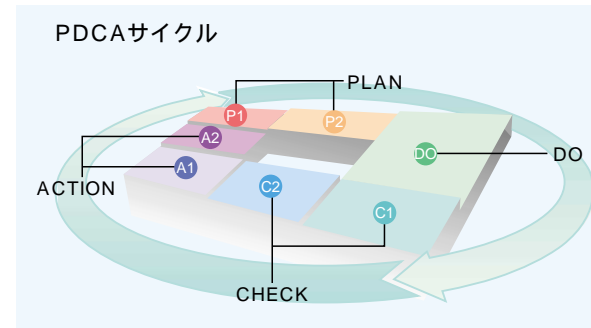 PDCAサイクル
PLAN
P1
P2
A2
DO
DO
A1
ACTION
C2
C1
CHECK